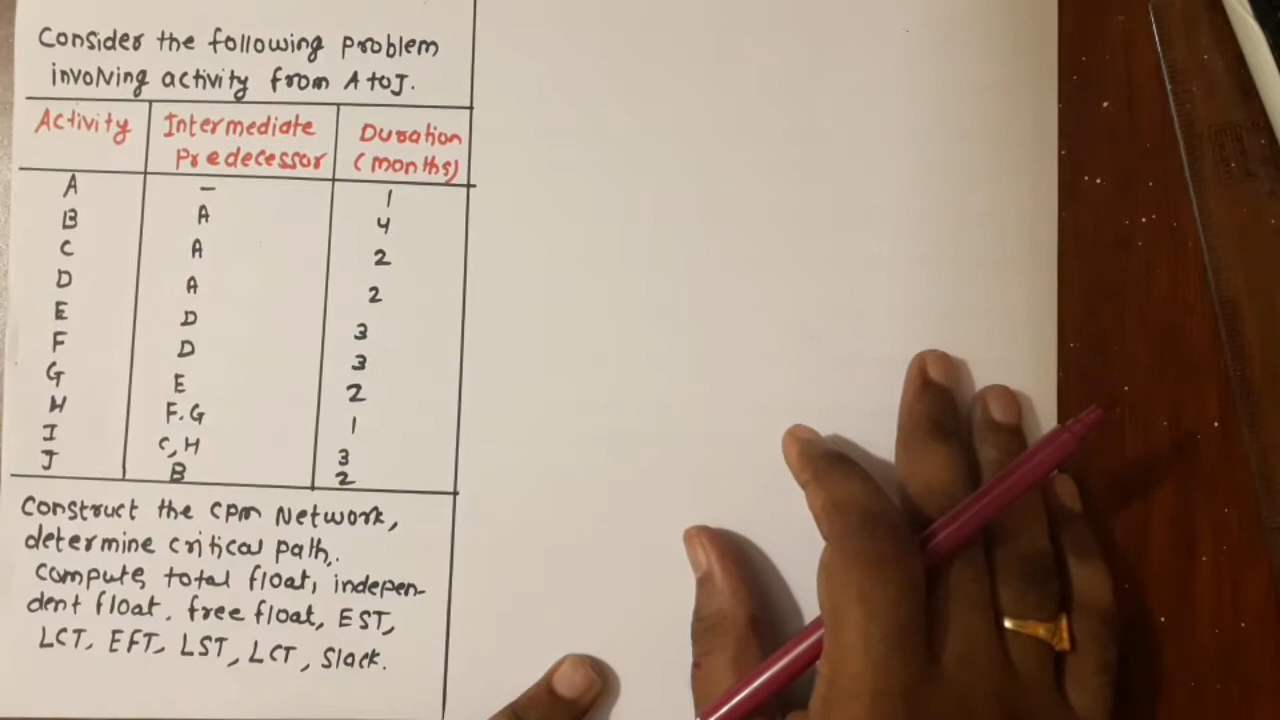 Consider the following problem
involving activity from A to J.
Activity Intermediate Predecessor Duration (months)
A - 1
B A 4
C A 2
D A 2
E D 3
F D 3
G E 2
H F.G 1
I C,H 3
J B 2
Construct the CPM Network,
determine critical path.
Compute total float, indepen-
dent float. free float, EST,
LCT, EFT, LST, LCT, Slack.